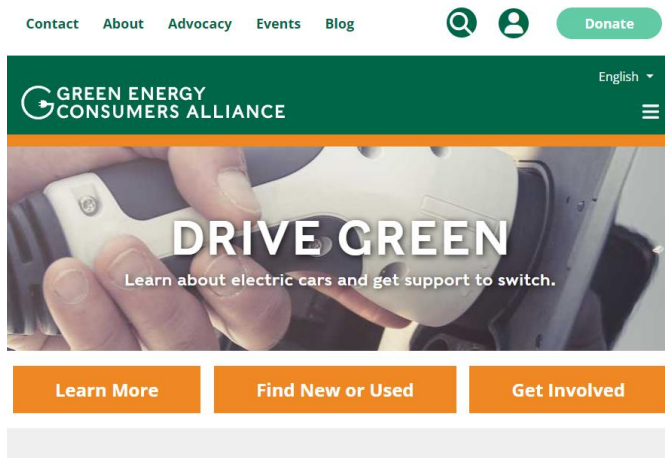 Contact About Advocacy Events Blog Donate
English
GREEN ENERGY
CONSUMERS ALLIANCE
DRIVE GREEN
Learn about electric cars and get support to switch.
Learn More Find New or Used Get Involved